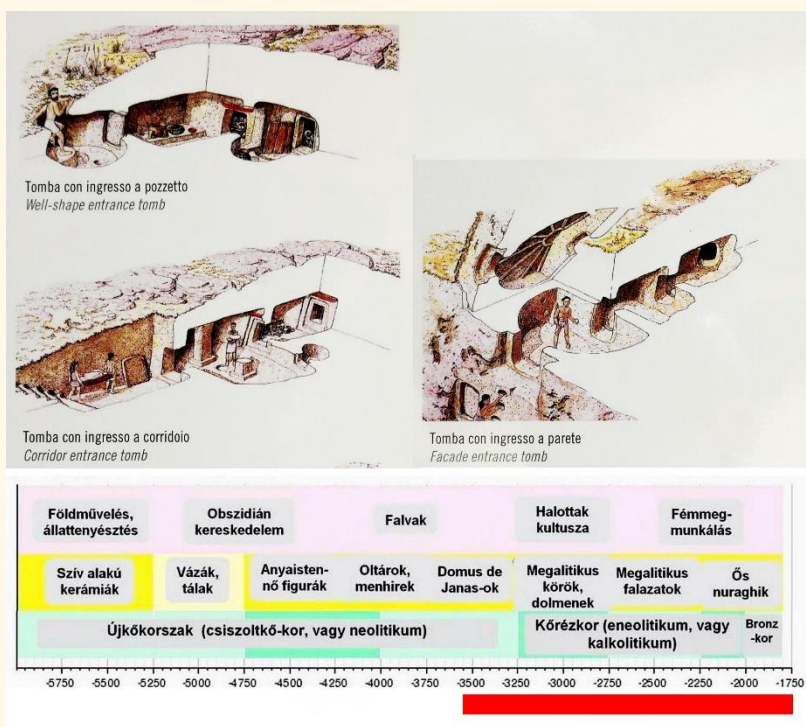 Tomba con ingresso a pozzetto
Well-shape entrance tomb
Tomba con ingresso a corridoio
Corridor entrance tomb
Tomba con ingresso a parete
Facade entrance tomb
Földművelés,
állattenyésztés
Obszidián
kereskedelem
Falvak
Halottak
kultusza
Fémmeg-
munkálás
Szív alakú
kerámiák
Vázák,
tálak
Anyaisten-
nő figurák
Oltárok,
menhirek
Domus de
Janas-ok
Megalitikus
körök,
dolmenek
Megalitikus
falazatok
Ős
nuraghik
Újkőkorszak (csiszoltkő-kor, vagy neolitikum)
Kőrézkor (eneolitikum, vagy
kalkolitikum)
Bronz
-kor
-5750 -5500 -5250 -5000 -4750 -4500 -4250 -4000 -3750 -3500 -3250 -3000 -2750 -2500 -2250 -2000 -1750